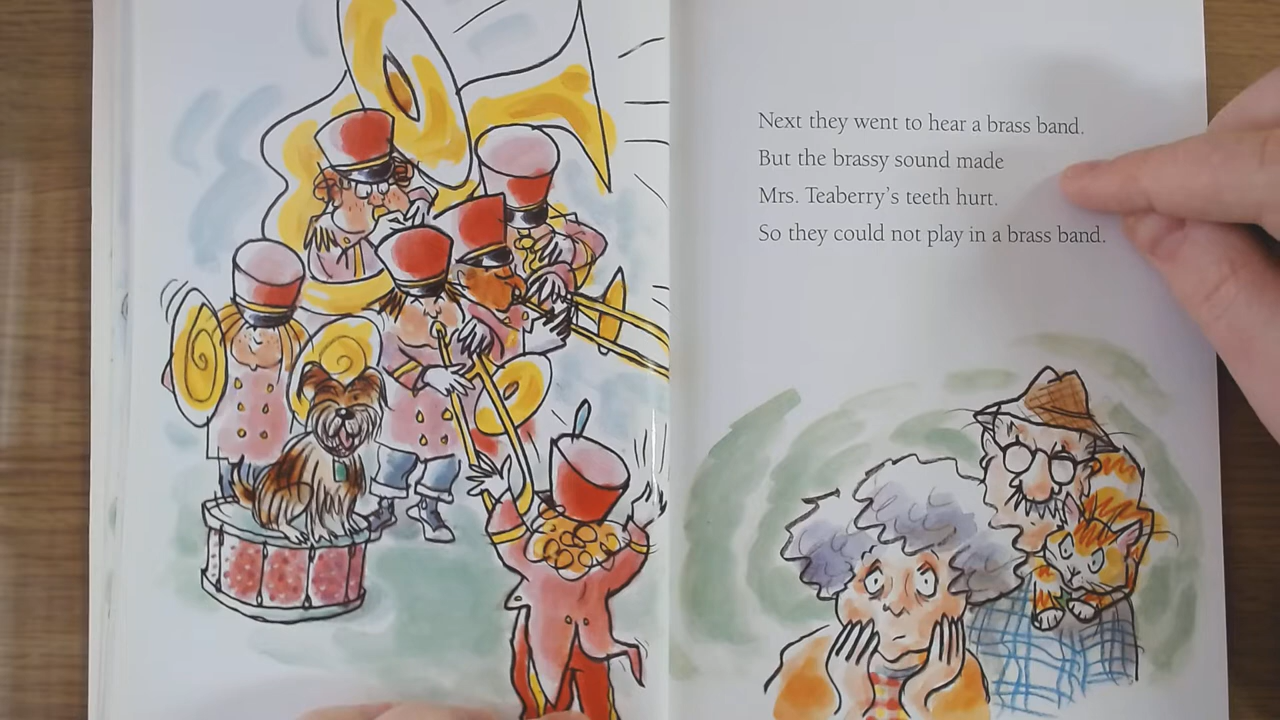 Next they went to hear a brass band.
But the brassy sound made
Mrs. Teaberry's teeth hurt.
So they could not play in a brass band.